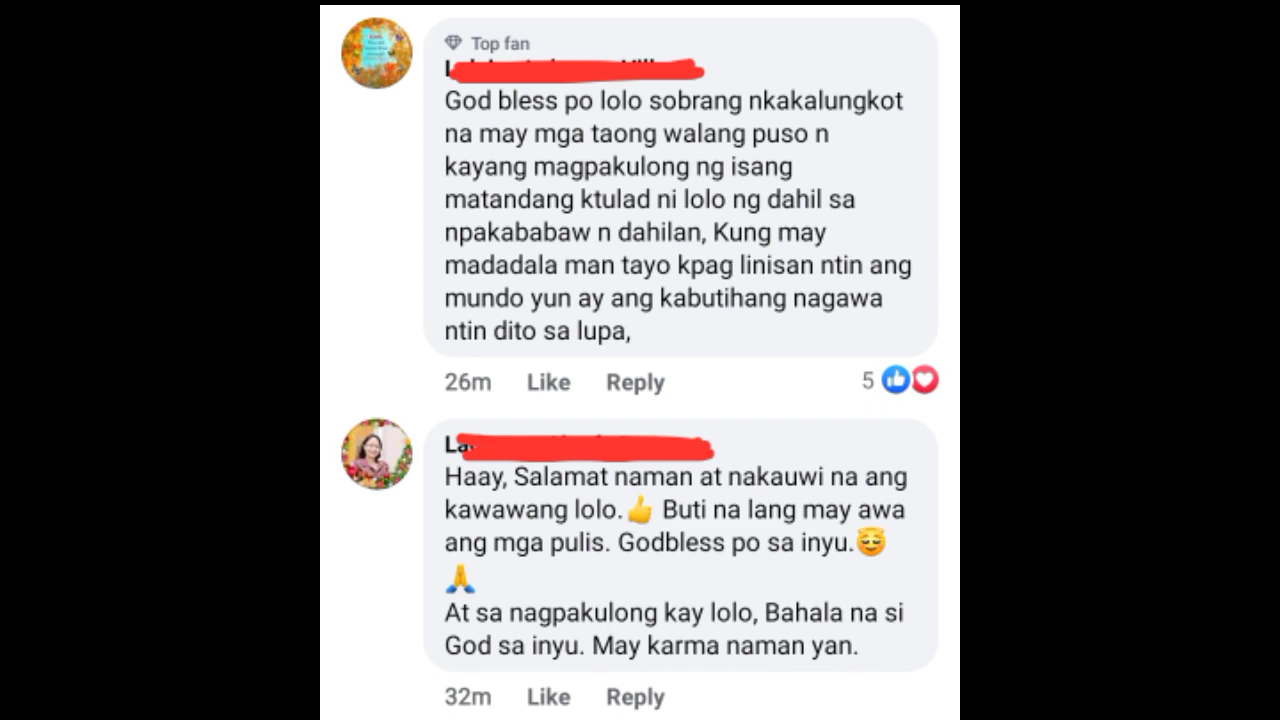 Top fan
God bless po lolo sobrang nkakalungkot
na may mga taong walang puso n
kayang magpakulong ng isang
matandang ktulad ni lolo ng dahil sa
npakababaw n dahilan, Kung may
madadala man tayo kpag linisan ntin ang
mundo yun ay ang kabutihang nagawa
ntin dito sa lupa,
26m Like Reply 5
Haay, Salamat naman at nakauwi na ang
kawawang lolo.👍 Buti na lang may awa
ang mga pulis. Godbless po sa inyu.😇
🙏
At sa nagpakulong kay lolo, Bahala na si
God sa inyu. May karma naman yan.
32m Like Reply